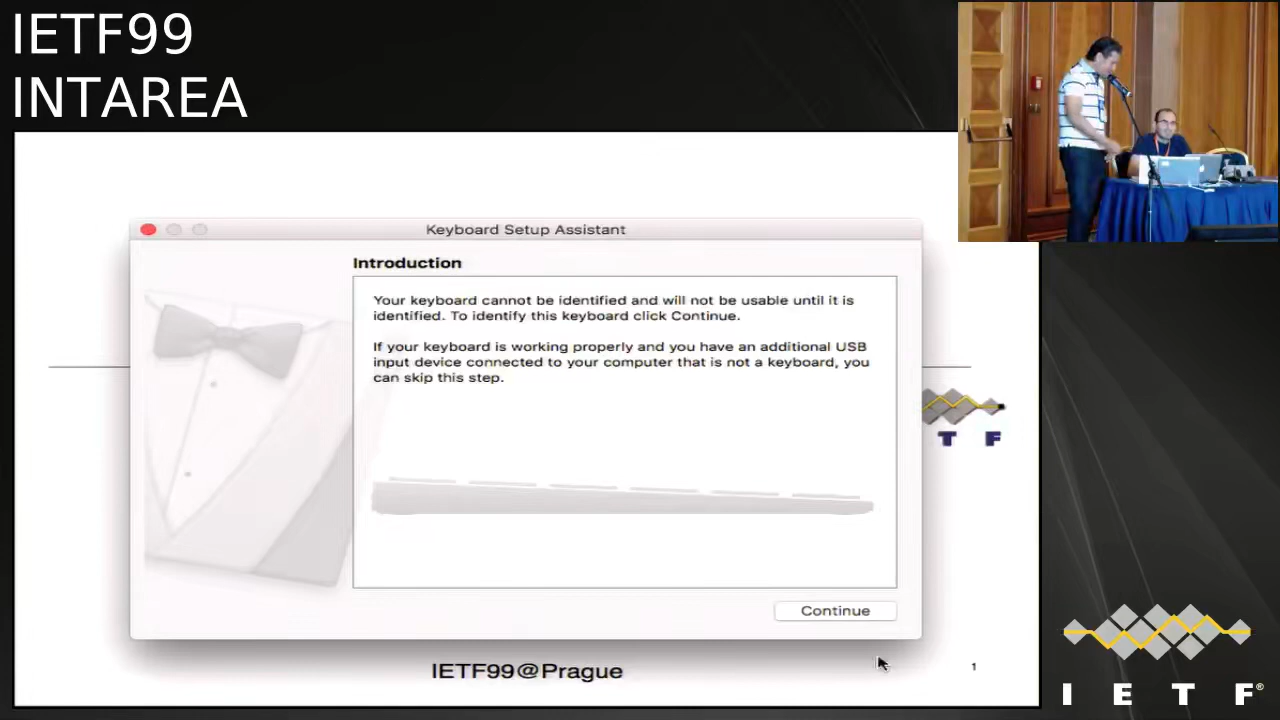 IETF99
INTAREA
Keyboard Setup Assistant
Introduction
Your keyboard cannot be identified and will not be usable until it is
identified. To identify this keyboard click Continue.
If your keyboard is working properly and you have an additional USB
input device connected to your computer that is not a keyboard, you
can skip this step.
T F
Continue
IETF99@Prague
1
I E T F®